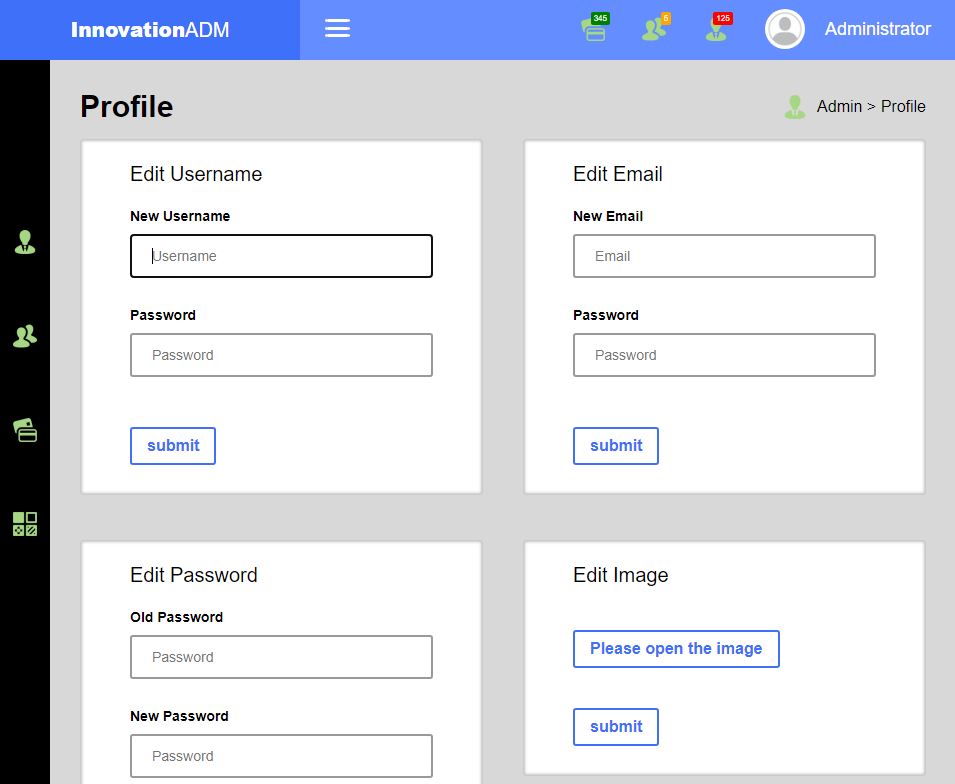 InnovationADM
345
5
125
Administrator
Profile
Admin > Profile
Edit Username
New Username
Username
Password
Password
submit
Edit Email
New Email
Email
Password
Password
submit
Edit Password
Old Password
Password
New Password
Password
Edit Image
Please open the image
submit